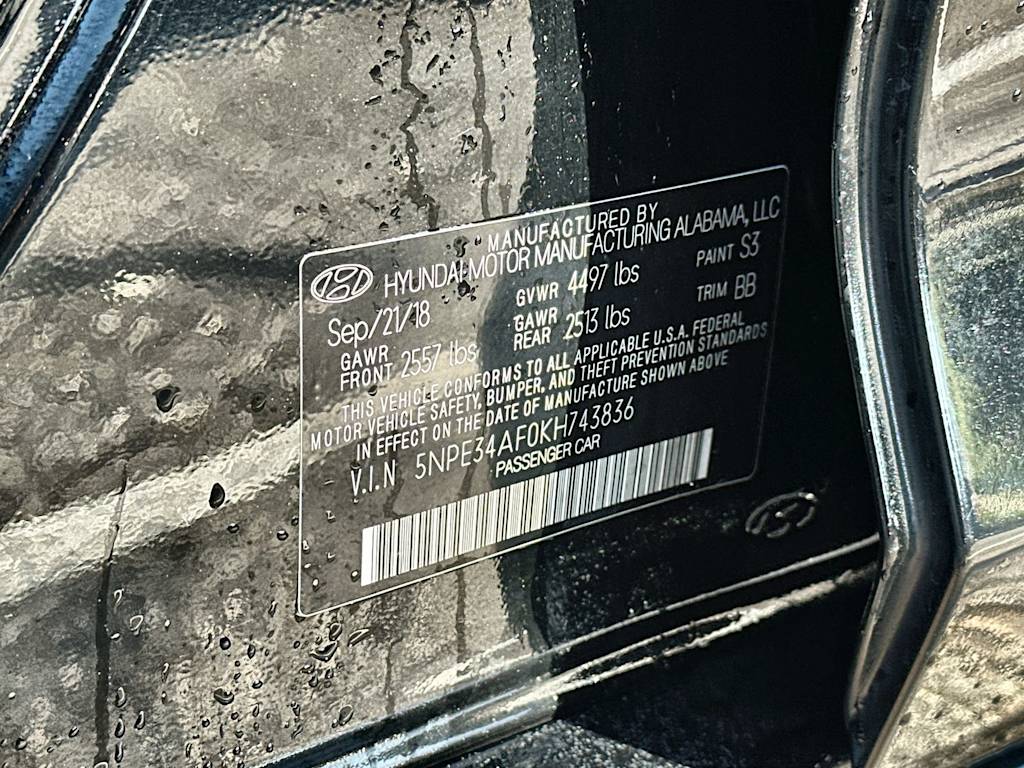 MANUFACTURED BY
HYUNDAI MOTOR MANUFACTURING ALABAMA, LLC
Sep/21/18 GVWR 4497 lbs PAINT S3
GAWR FRONT 2557 lbs GAWR REAR 2513 lbs TRIM BB
THIS VEHICLE CONFORMS TO ALL APPLICABLE U.S.A. FEDERAL
MOTOR VEHICLE SAFETY, BUMPER, AND THEFT PREVENTION STANDARDS
IN EFFECT ON THE DATE OF MANUFACTURE SHOWN ABOVE
V.I.N 5NPE34AF0KH743836
PASSENGER CAR